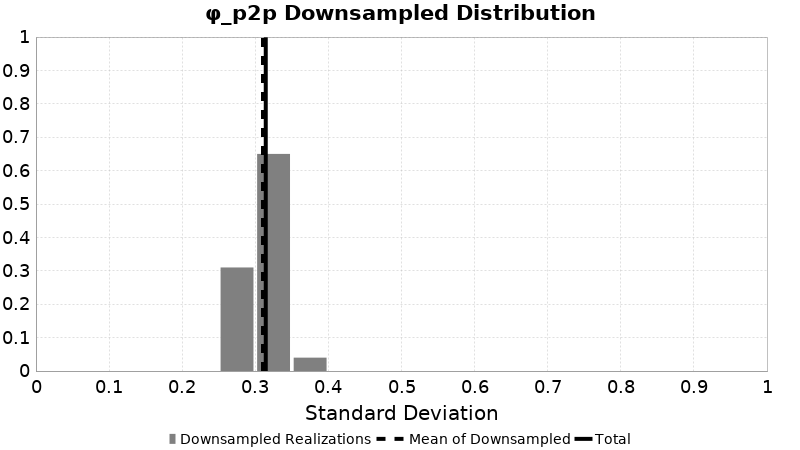 φ_p2p Downsampled Distribution
1
0.9
0.8
0.7
0.6
0.5
0.4
0.3
0.2
0.1
0
0 0.1 0.2 0.3 0.4 0.5 0.6 0.7 0.8 0.9 1
Standard Deviation
Downsampled Realizations Mean of Downsampled Total